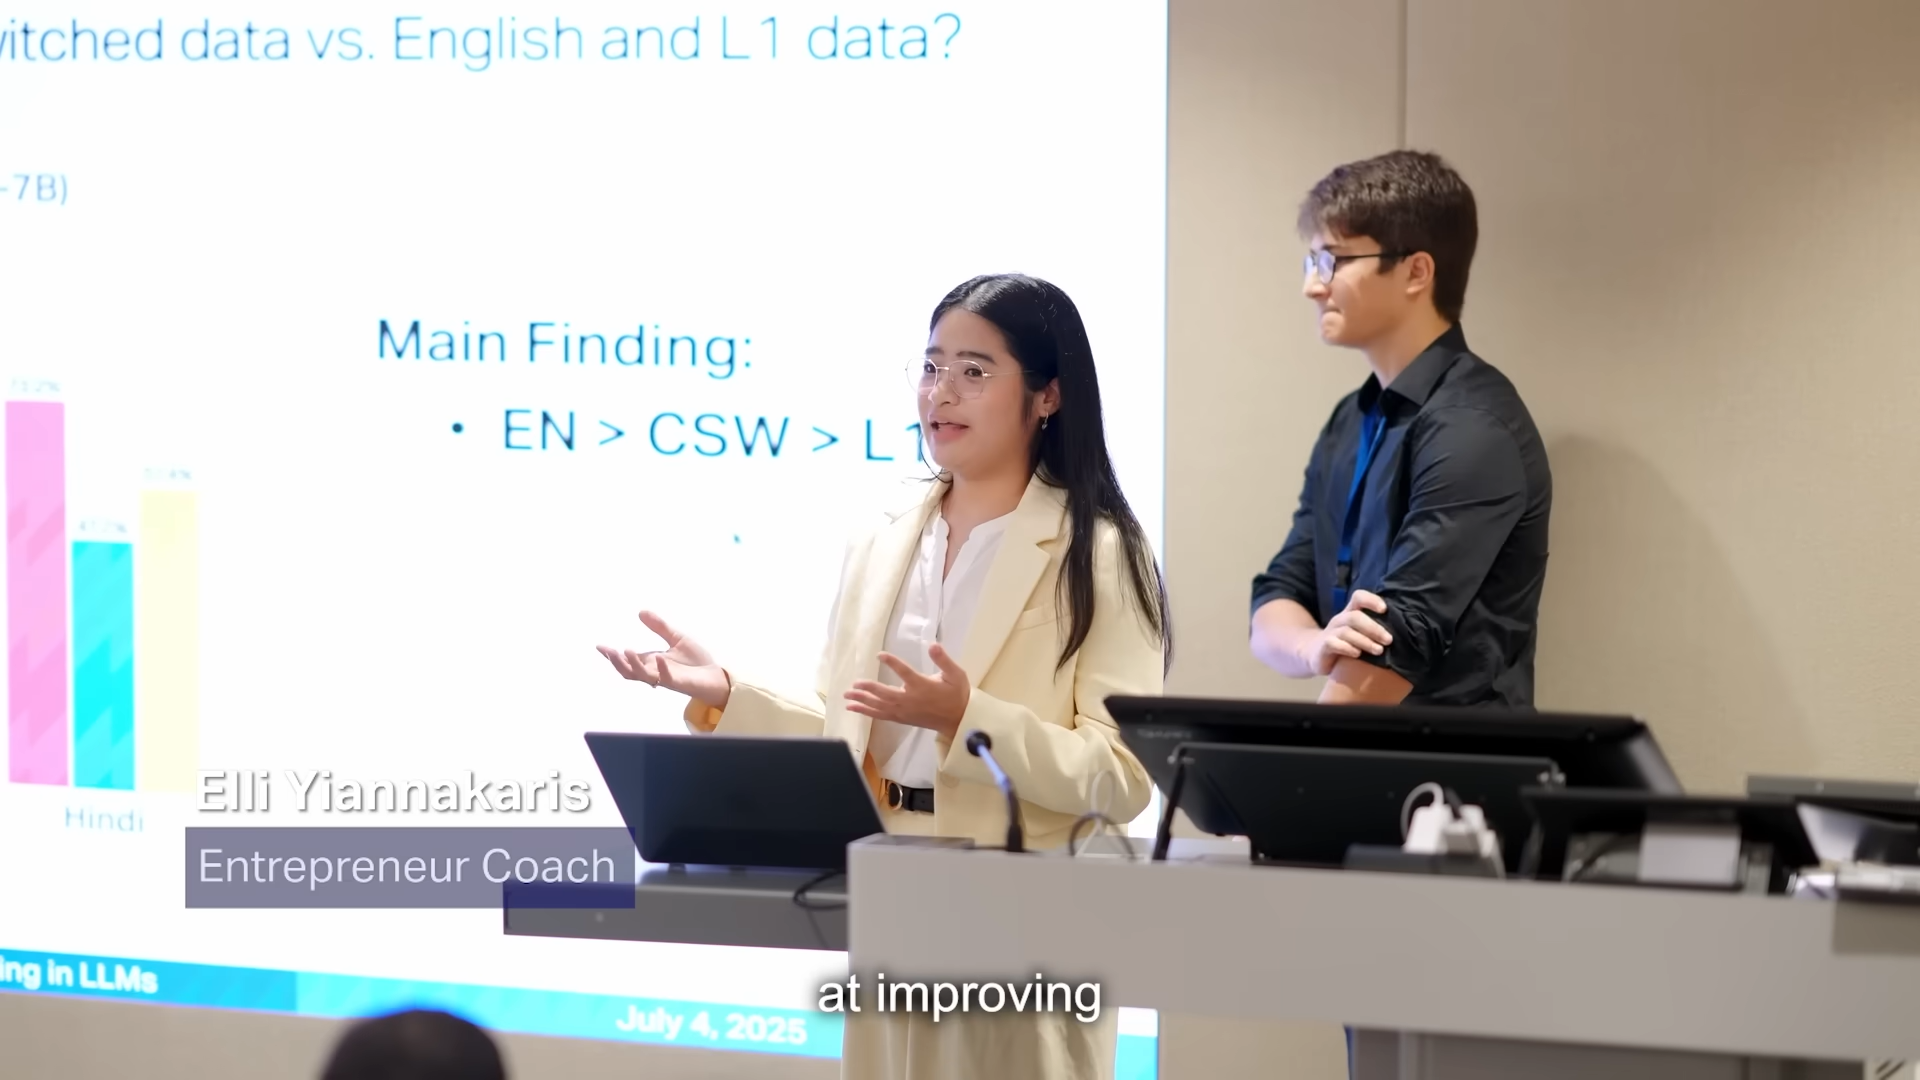 witched data vs. English and L1 data?
-7B)
Main Finding:
• EN > CSW > L1
Hindi
Elli Yiannakaris
Entrepreneur Coach
ing in LLMs
July 4, 2025
at improving